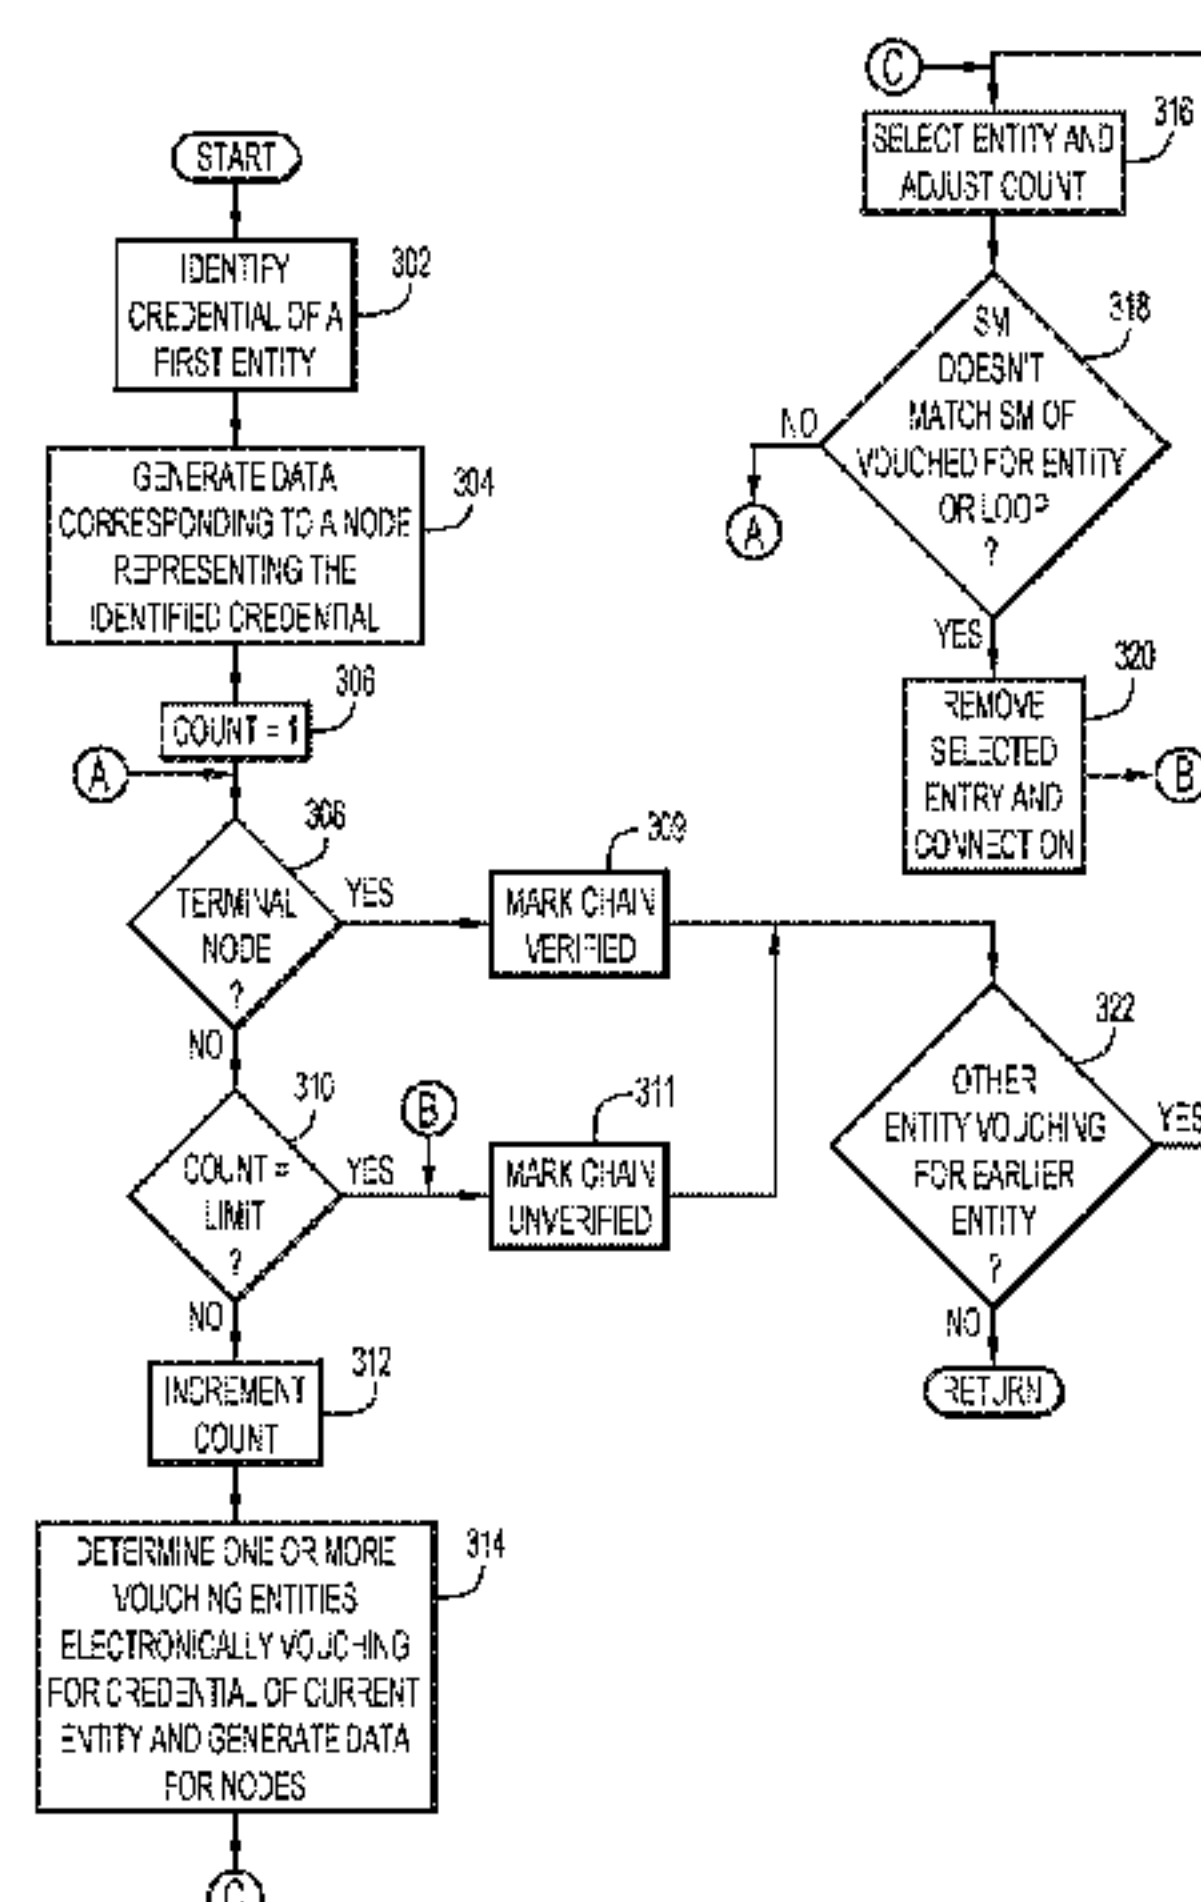 START
IDENTIFY
CREDENTIAL OF A
FIRST ENTITY
302
GENERATE DATA
CORRESPONDING TO A NODE
REPRESENTING THE
IDENTIFIED CREDENTIAL
304
COUNT = 1
306
A
TERMINAL
NODE
?
308
YES
NO
MARK CHAIN
VERIFIED
309
COUNT =
LIMIT
?
310
YES
NO
B
MARK CHAIN
UNVERIFIED
311
INCREMENT
COUNT
312
DETERMINE ONE OR MORE
VOUCHING ENTITIES
ELECTRONICALLY VOUCHING
FOR CREDENTIAL OF CURRENT
ENTITY AND GENERATE DATA
FOR NODES
314
C
C
SELECT ENTITY AND
ADJUST COUNT
316
SM
DOESN'T
MATCH SM OF
VOUCHED FOR ENTITY
OR LOOP
?
318
NO
A
YES
REMOVE
SELECTED
ENTRY AND
CONNECTION
320
B
OTHER
ENTITY VOUCHING
FOR EARLIER
ENTITY
?
322
YES
NO
RETURN